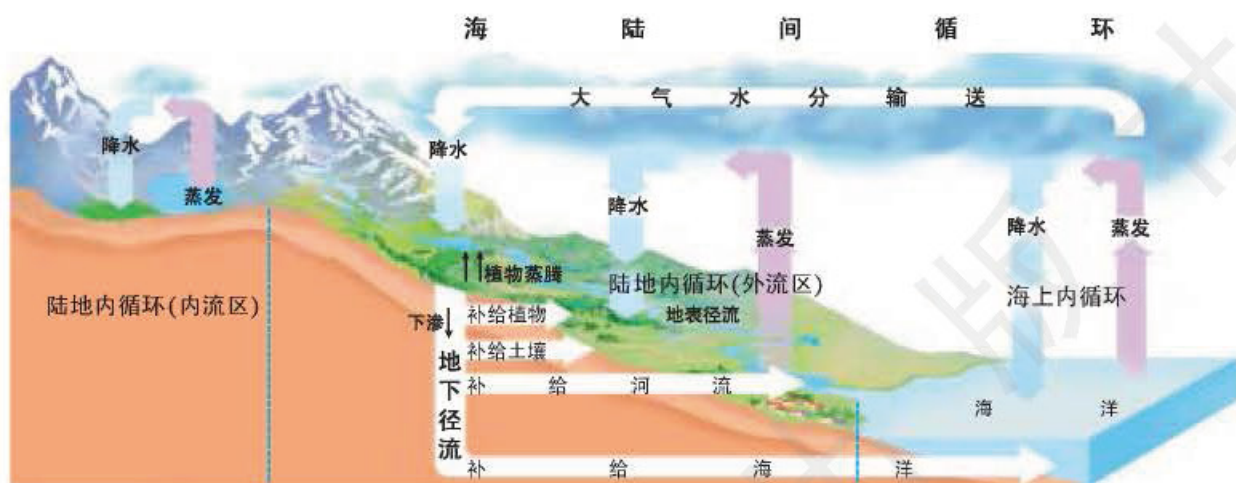 海陆间循环
大气水分输送
降水
蒸发
降水
降水
蒸发
降水
蒸发
植物蒸腾
陆地内循环(内流区)
陆地内循环(外流区)
海上内循环
下渗
补给植物
地表径流
补给土壤
地下径流
补给河流
海洋
补给海洋
版社